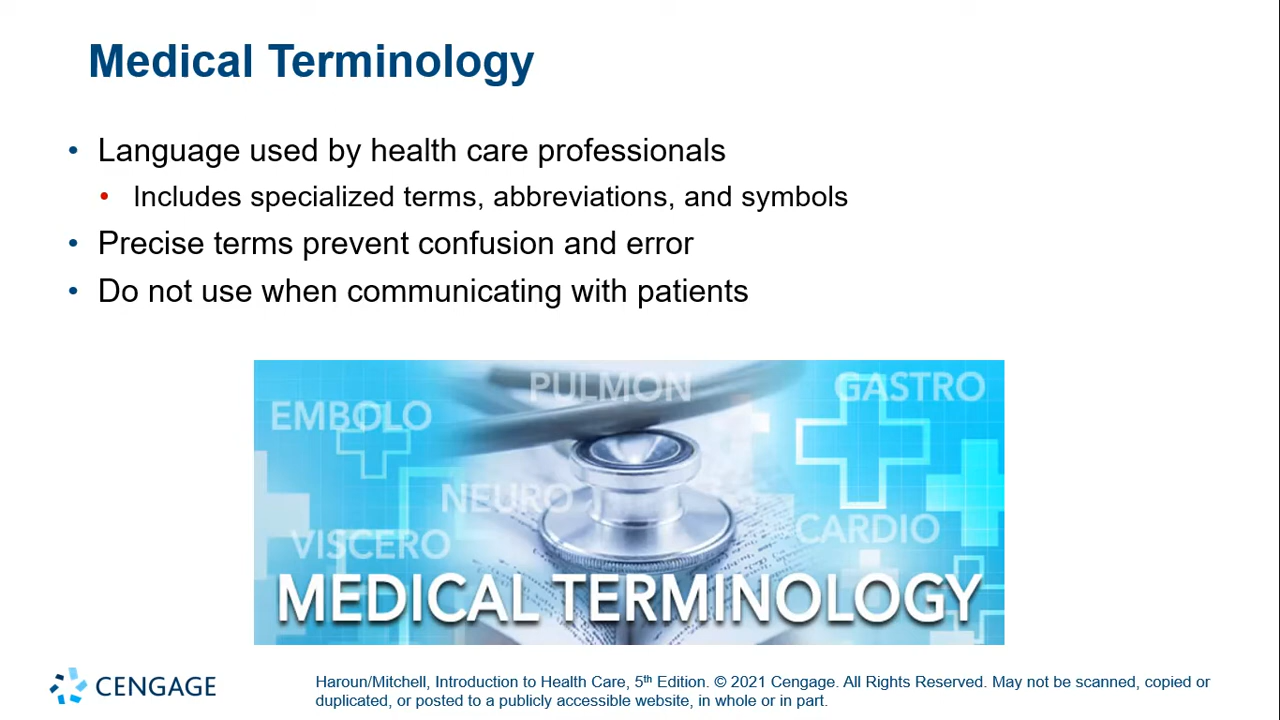 Medical Terminology
• Language used by health care professionals
• Includes specialized terms, abbreviations, and symbols
• Precise terms prevent confusion and error
• Do not use when communicating with patients
PULMON
GASTRO
EMBOLO
NEURO
CARDIO
VISCERO
MEDICAL TERMINOLOGY
CENGAGE
Haroun/Mitchell, Introduction to Health Care, 5th Edition. © 2021 Cengage. All Rights Reserved. May not be scanned, copied or
duplicated, or posted to a publicly accessible website, in whole or in part.